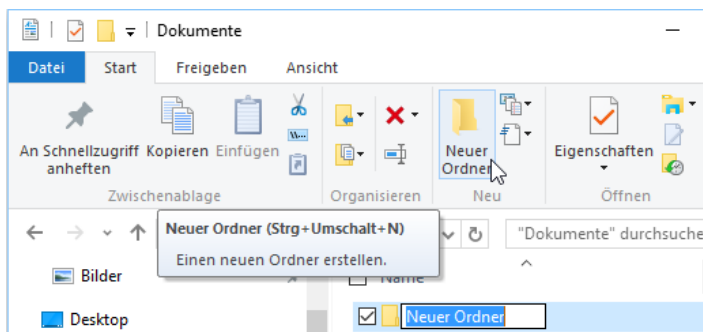 Dokumente
Datei Start Freigeben Ansicht
An Schnellzugriff anheften Kopieren Einfügen Neuer Ordner Eigenschaften
Zwischenablage Organisieren Neu Öffnen
Neuer Ordner (Strg+Umschalt+N)
Einen neuen Ordner erstellen.
"Dokumente" durchsuche
Bilder
Name
Desktop
Neuer Ordner